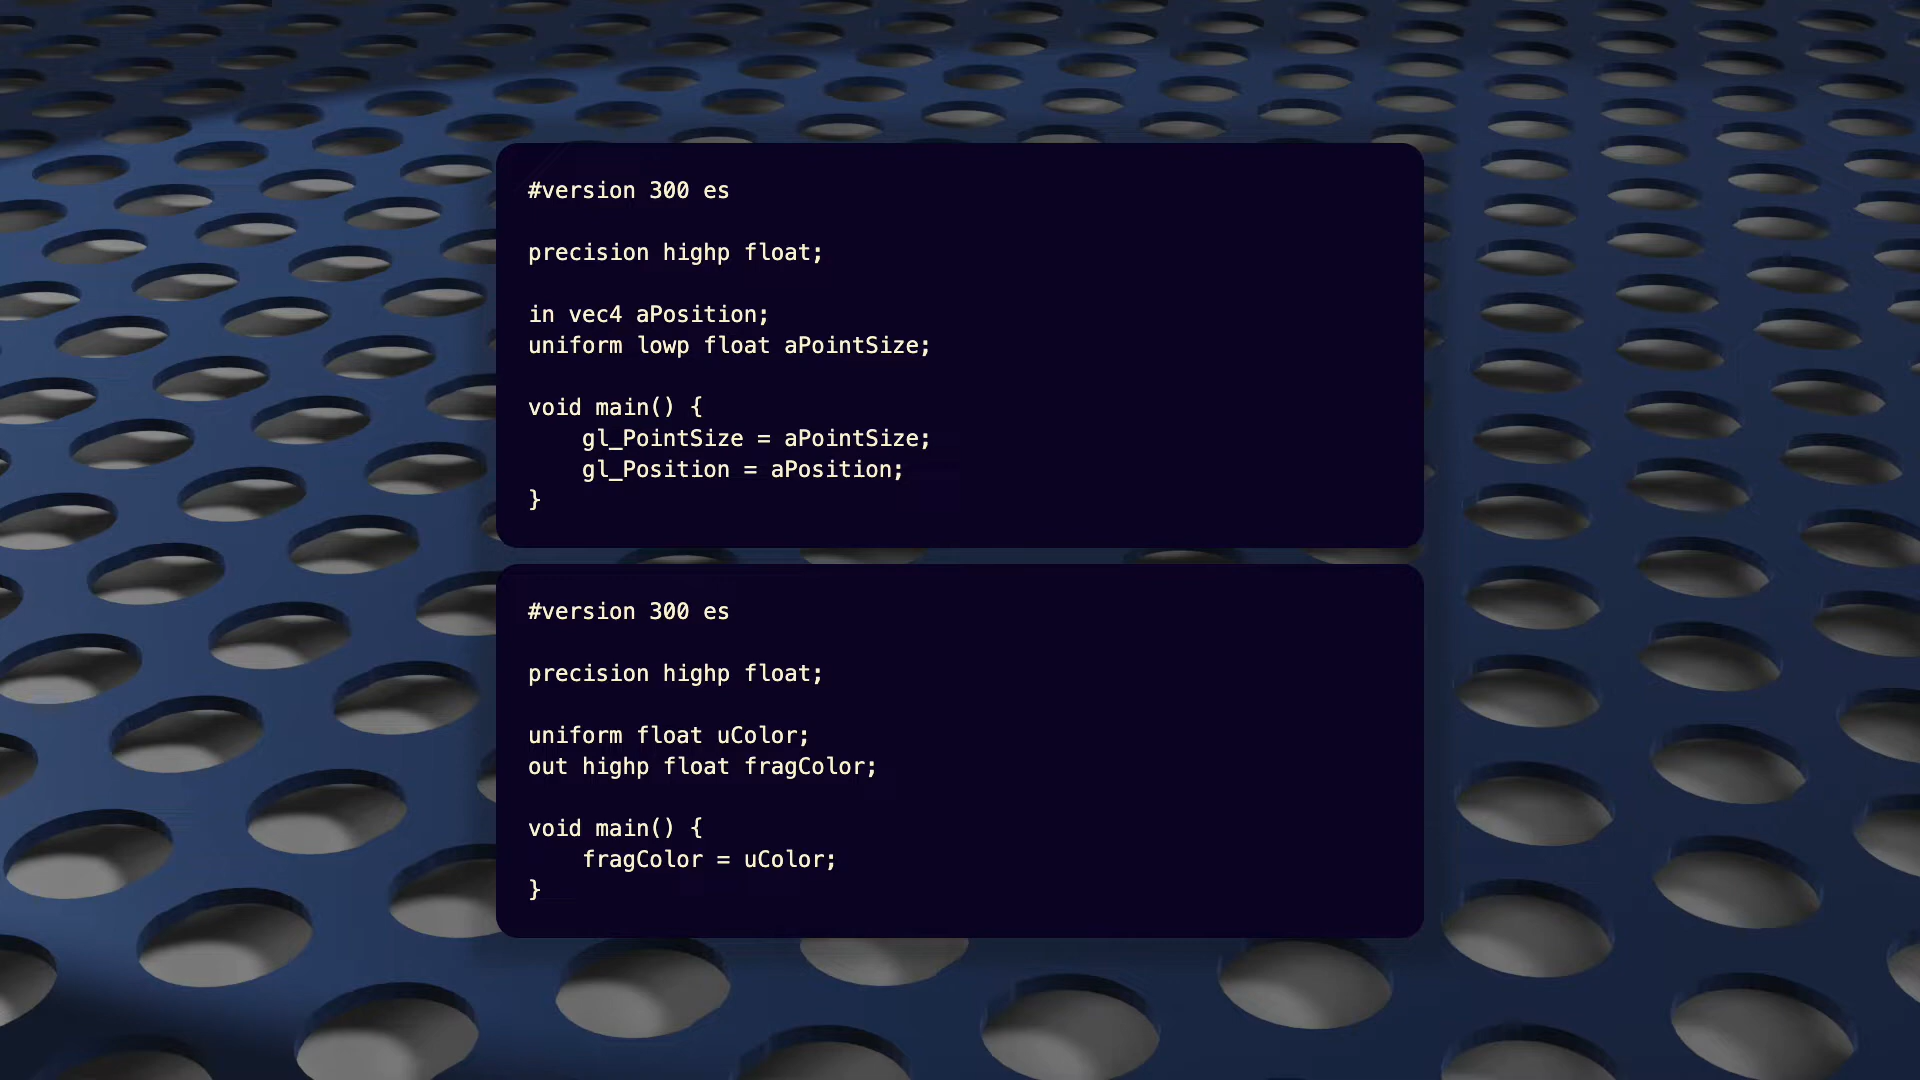 #version 300 es
precision highp float;
in vec4 aPosition;
uniform lowp float aPointSize;
void main() {
    gl_PointSize = aPointSize;
    gl_Position = aPosition;
}
#version 300 es
precision highp float;
uniform float uColor;
out highp float fragColor;
void main() {
    fragColor = uColor;
}